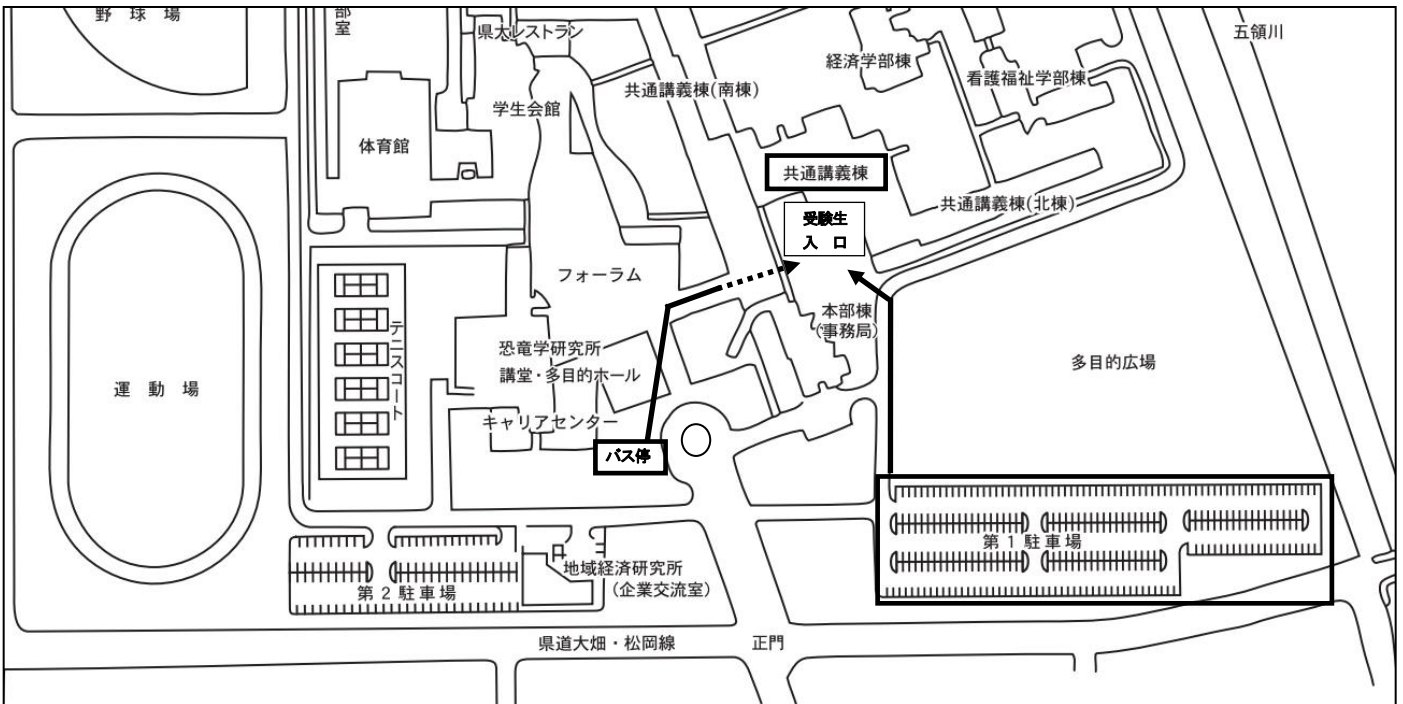 野 球 場
部
室
県大レストラン
五領川
経済学部棟
看護福祉学部棟
共通講義棟(南棟)
学生会館
体育館
共通講義棟
共通講義棟(北棟)
受験生
入 口
フォーラム
本部棟
(事務局)
テニスコート
恐竜学研究所
講堂・多目的ホール
多目的広場
運 動 場
キャリアセンター
バス停
第 1 駐 車 場
地域経済研究所
(企業交流室)
第 2 駐 車 場
県道大畑・松岡線
正門